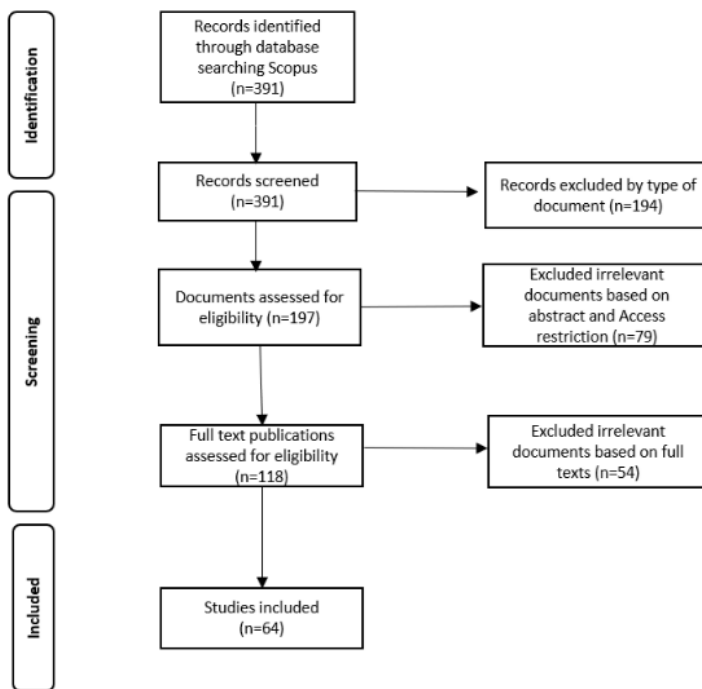 Identification
Records identified
through database
searching Scopus
(n=391)
Records screened
(n=391)
Records excluded by type of
document (n=194)
Screening
Documents assessed for
eligibility (n=197)
Excluded irrelevant
documents based on
abstract and Access
restriction (n=79)
Full text publications
assessed for eligibility
(n=118)
Excluded irrelevant
documents based on full
texts (n=54)
Included
Studies included
(n=64)